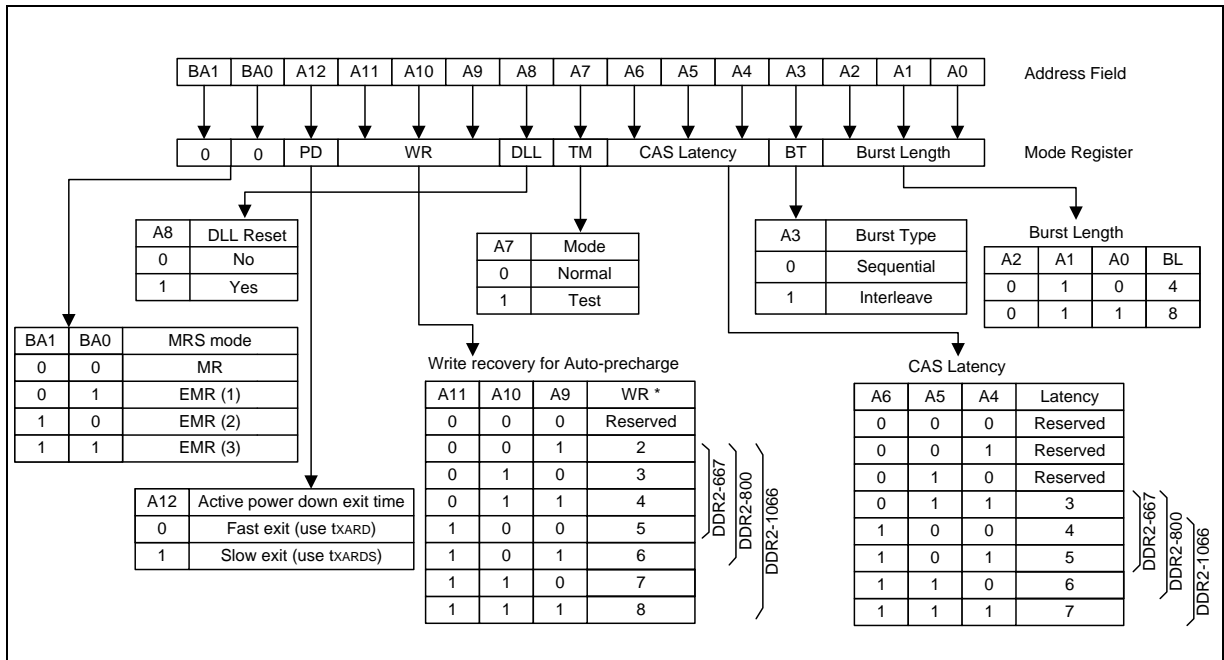 BA1 BA0 A12 A11 A10 A9 A8 A7 A6 A5 A4 A3 A2 A1 A0 Address Field
0 0 PD WR DLL TM CAS Latency BT Burst Length Mode Register
A8 DLL Reset
0 No
1 Yes
A7 Mode
0 Normal
1 Test
A3 Burst Type
0 Sequential
1 Interleave
Burst Length
A2 A1 A0 BL
0 1 0 4
0 1 1 8
BA1 BA0 MRS mode
0 0 MR
0 1 EMR (1)
1 0 EMR (2)
1 1 EMR (3)
A12 Active power down exit time
0 Fast exit (use tXARD)
1 Slow exit (use tXARDS)
Write recovery for Auto-precharge
A11 A10 A9 WR *
0 0 0 Reserved
0 0 1 2
0 1 0 3
0 1 1 4
1 0 0 5
1 0 1 6
1 1 0 7
1 1 1 8
DDR2-667
DDR2-800
DDR2-1066
CAS Latency
A6 A5 A4 Latency
0 0 0 Reserved
0 0 1 Reserved
0 1 0 Reserved
0 1 1 3
1 0 0 4
1 0 1 5
1 1 0 6
1 1 1 7
DDR2-667
DDR2-800
DDR2-1066